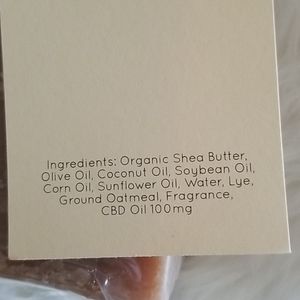 Ingredients: Organic Shea Butter,
Olive Oil, Coconut Oil, Soybean Oil,
Corn Oil, Sunflower Oil, Water, Lye,
Ground Oatmeal, Fragrance,
CBD Oil 100mg